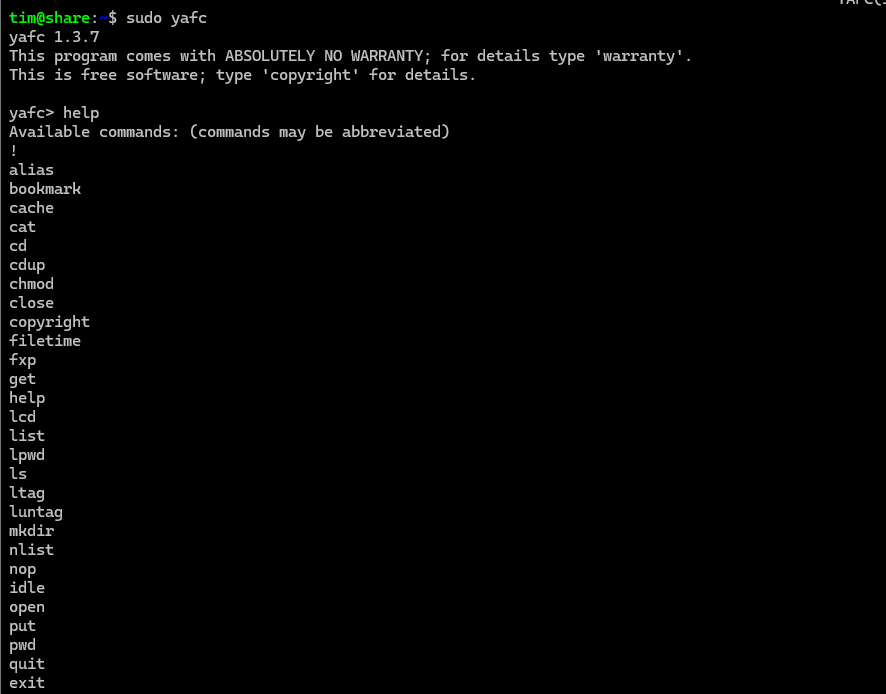 tim@share:~$ sudo yafc
yafc 1.3.7
This program comes with ABSOLUTELY NO WARRANTY; for details type 'warranty'.
This is free software; type 'copyright' for details.
yafc> help
Available commands: (commands may be abbreviated)
!
alias
bookmark
cache
cat
cd
cdup
chmod
close
copyright
filetime
fxp
get
help
lcd
list
lpwd
ls
ltag
luntag
mkdir
nlist
nop
idle
open
put
pwd
quit
exit